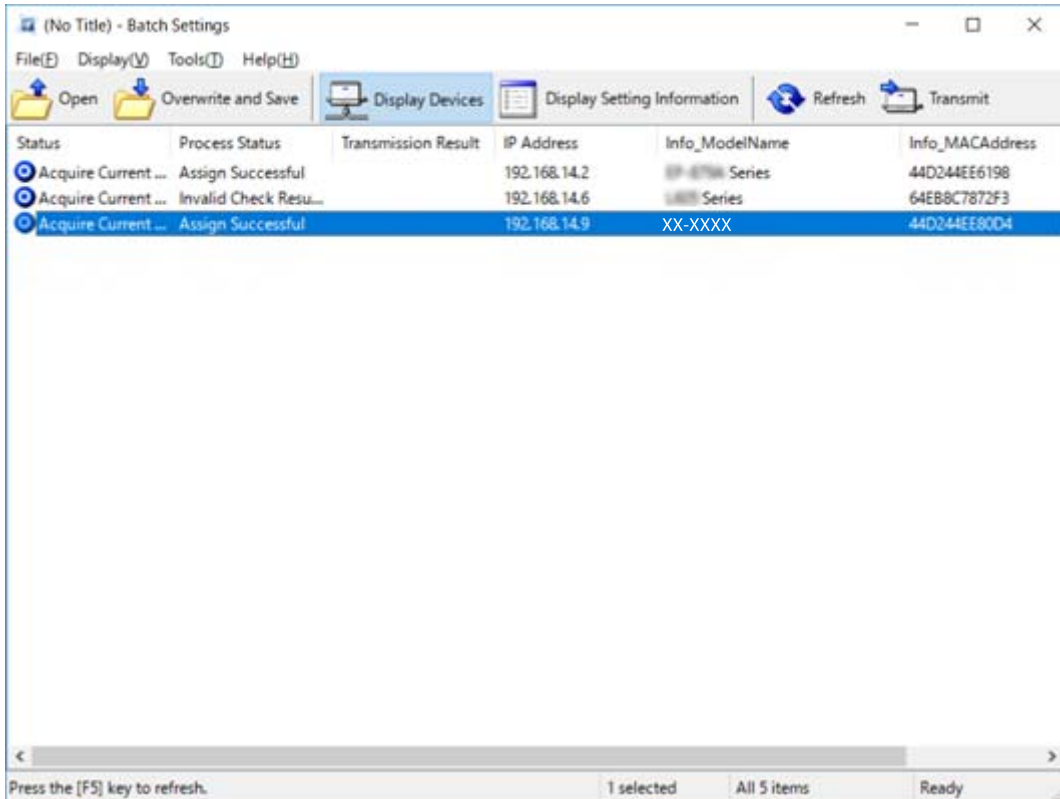 (No Title) - Batch Settings
File(F) Display(V) Tools(T) Help(H)
Open Overwrite and Save Display Devices Display Setting Information Refresh Transmit
Status Process Status Transmission Result IP Address Info_ModelName Info_MACAddress
Acquire Current ... Assign Successful 192.168.14.2 Series 44D244EE6198
Acquire Current ... Invalid Check Resu... 192.168.14.6 Series 64EB8C7872F3
Acquire Current ... Assign Successful 192.168.14.9 XX-XXXX 44D244EE80D4
Press the [F5] key to refresh. 1 selected All 5 items Ready